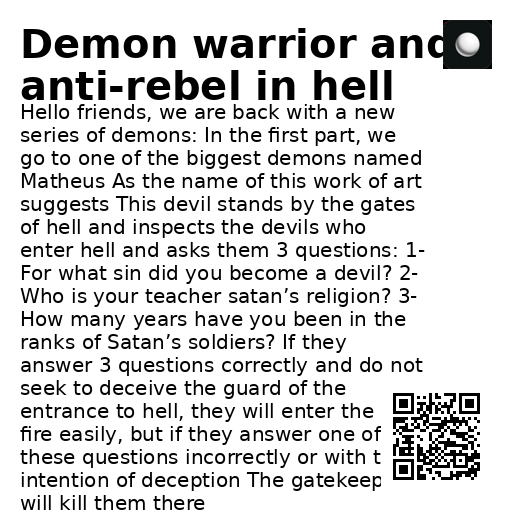 Demon warrior and
anti-rebel in hell
Hello friends, we are back with a new
series of demons: In the first part, we
go to one of the biggest demons named
Matheus As the name of this work of art
suggests This devil stands by the gates
of hell and inspects the devils who
enter hell and asks them 3 questions: 1-
For what sin did you become a devil? 2-
Who is your teacher satan’s religion? 3-
How many years have you been in the
ranks of Satan’s soldiers? If they
answer 3 questions correctly and do not
seek to deceive the guard of the
entrance to hell, they will enter the
fire easily, but if they answer one of
these questions incorrectly or with
intention of deception The
will kill them there